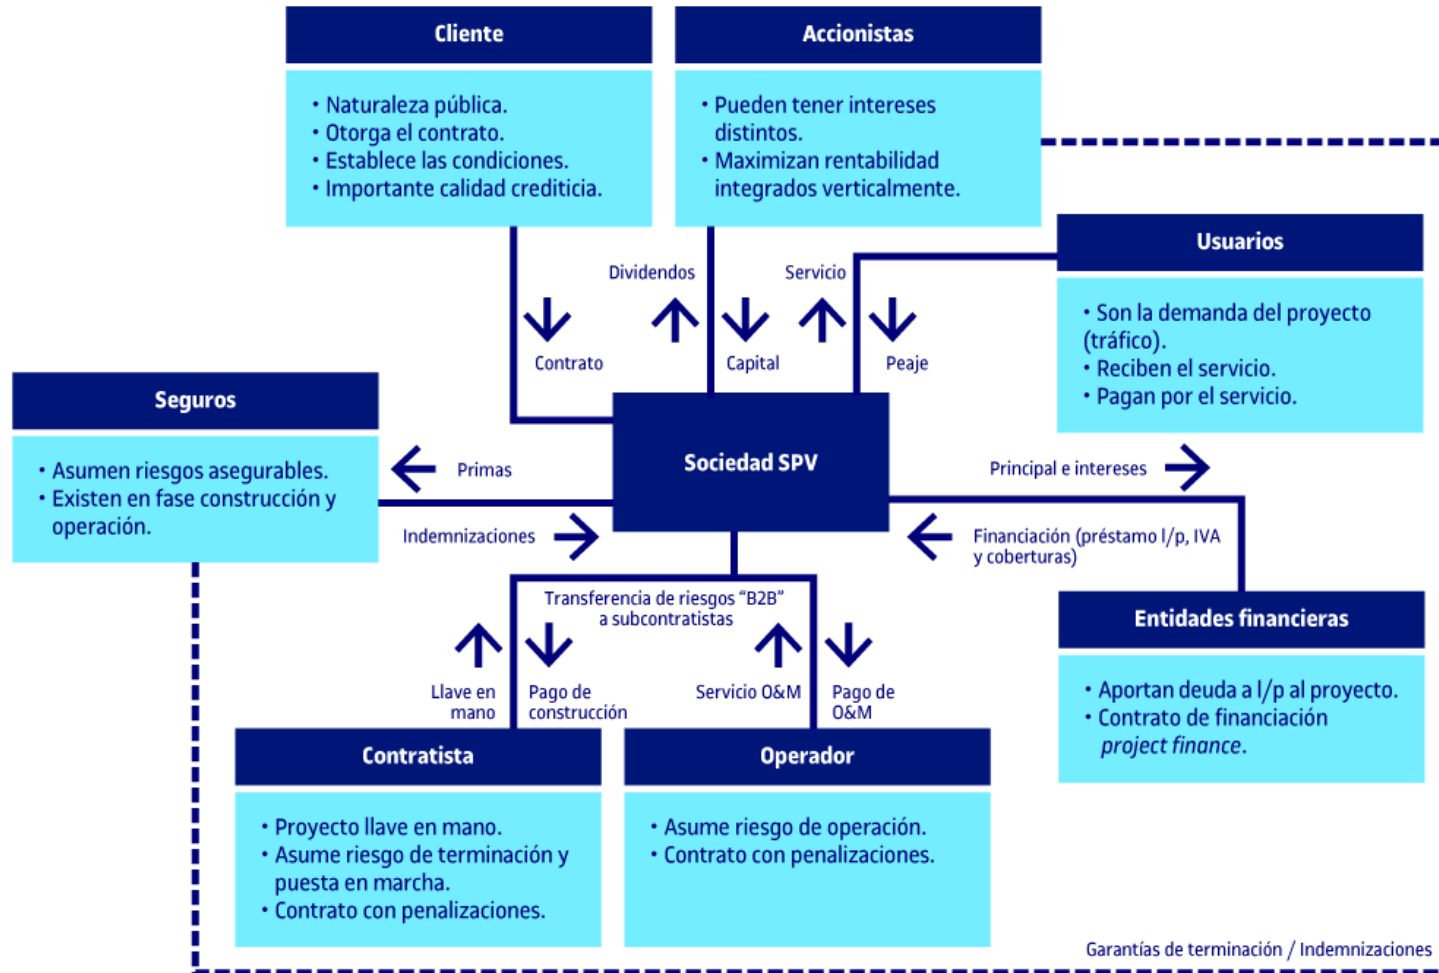 Cliente
• Naturaleza pública.
• Otorga el contrato.
• Establece las condiciones.
• Importante calidad crediticia.
Accionistas
• Pueden tener intereses
distintos.
• Maximizan rentabilidad
integrados verticalmente.
Usuarios
• Son la demanda del proyecto
(tráfico).
• Reciben el servicio.
• Pagan por el servicio.
Dividendos
Servicio
Contrato
Capital
Peaje
Seguros
• Asumen riesgos asegurables.
• Existen en fase construcción y
operación.
Primas
Indemnizaciones
Sociedad SPV
Principal e intereses
Financiación (préstamo l/p, IVA
y coberturas)
Transferencia de riesgos “B2B”
a subcontratistas
Llave en
mano
Pago de
construcción
Servicio O&M
Pago de
O&M
Entidades financieras
• Aportan deuda a l/p al proyecto.
• Contrato de financiación
project finance.
Contratista
• Proyecto llave en mano.
• Asume riesgo de terminación y
puesta en marcha.
• Contrato con penalizaciones.
Operador
• Asume riesgo de operación.
• Contrato con penalizaciones.
Garantías de terminación / Indemnizaciones